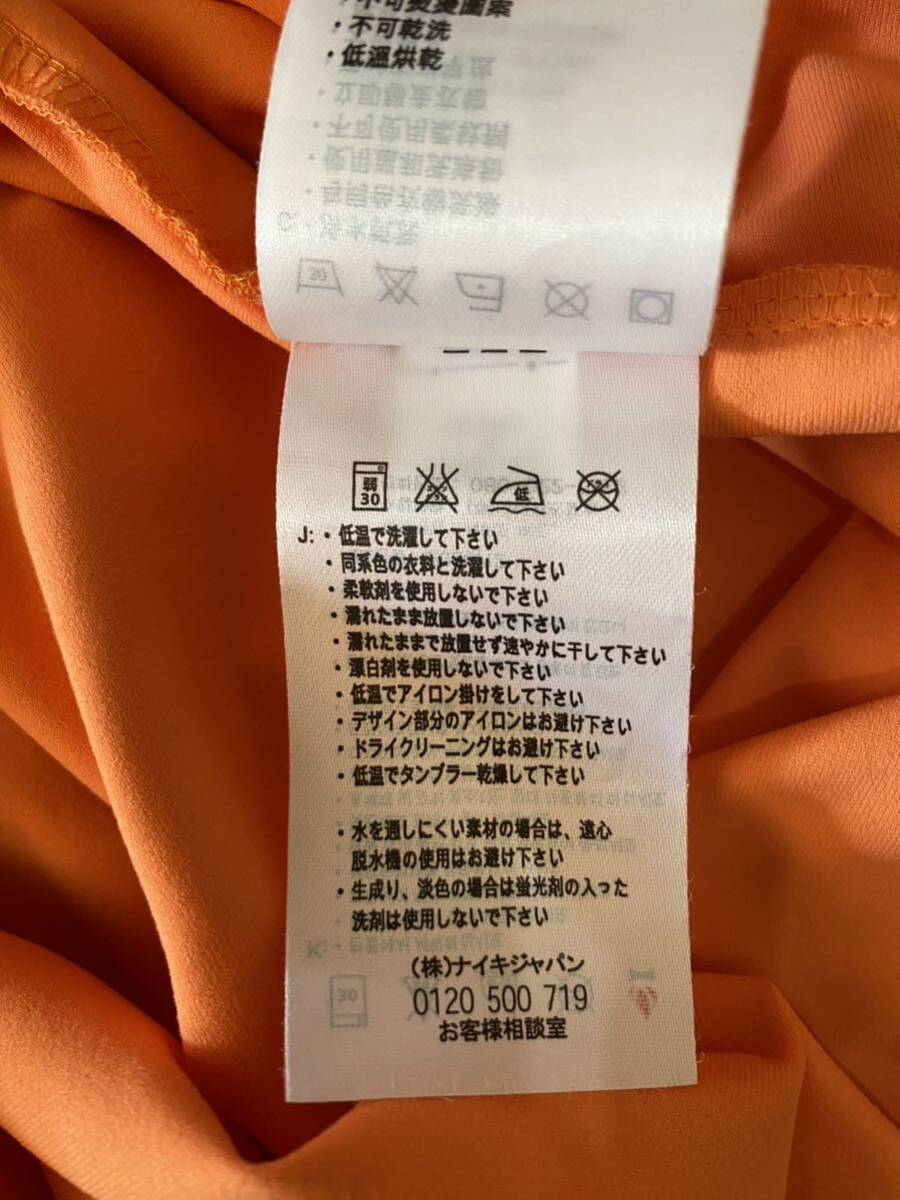 ・不可熨燙圖案
・不可乾洗
・低溫烘乾
30
弱
30
低
J:・低温で洗濯して下さい
・同系色の衣料と洗濯して下さい
・柔軟剤を使用しないで下さい
・濡れたまま放置しないで下さい
・濡れたままで放置せず速やかに干して下さい
・漂白剤を使用しないで下さい
・低温でアイロン掛けをして下さい
・デザイン部分のアイロンはお避け下さい
・ドライクリーニングはお避け下さい
・低温でタンブラー乾燥して下さい
・水を通しにくい素材の場合は、遠心
脱水機の使用はお避け下さい
・生成り、淡色の場合は蛍光剤の入った
洗剤は使用しないで下さい
(株)ナイキジャパン
0120 500 719
お客様相談室